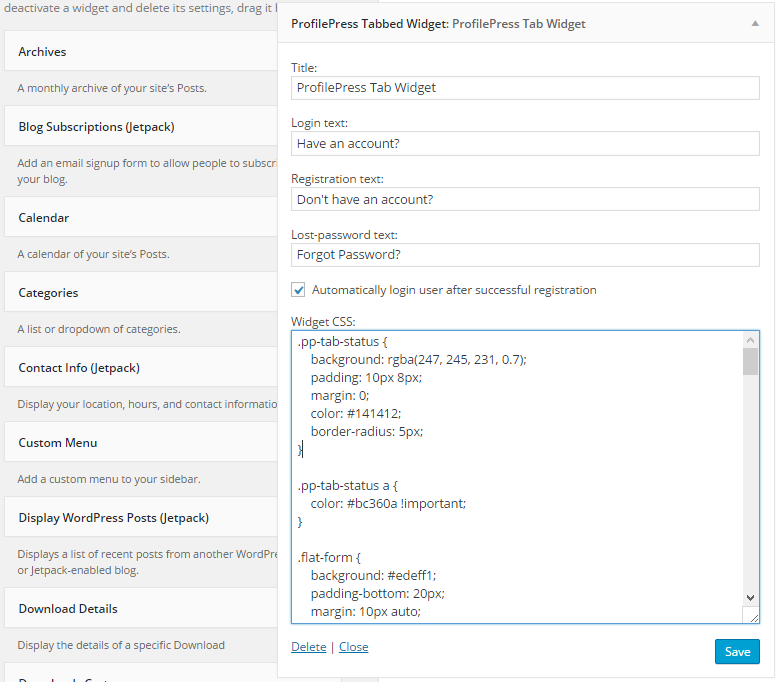 deactivate a widget and delete its settings, drag it
Archives
A monthly archive of your site's Posts.
Blog Subscriptions (Jetpack)
Add an email signup form to allow people to
your blog.
Calendar
A calendar of your site's Posts.
Categories
A list or dropdown of categories.
Contact Info (Jetpack)
Display your location, hours, and contact
Custom Menu
Add a custom menu to your sidebar.
Display WordPress Posts (Jetpack)
Displays a list of recent posts from another
or Jetpack-enabled blog.
Download Details
Display the details of a specific Download
ProfilePress Tabbed Widget: ProfilePress Tab Widget
Title:
ProfilePress Tab Widget
Login text:
Have an account?
Registration text:
Don't have an account?
Lost-password text:
Forgot Password?
Automatically login user after successful registration
Widget CSS:
.pp-tab-status {
background: rgba(247, 245, 231, 0.7);
padding: 10px 8px;
margin: 0;
color: #141412;
border-radius: 5px;
}
.pp-tab-status a {
color: #bc360a !important;
}
.flat-form {
background: #edeff1;
padding-bottom: 20px;
margin: 10px auto;
Delete | Close
Save